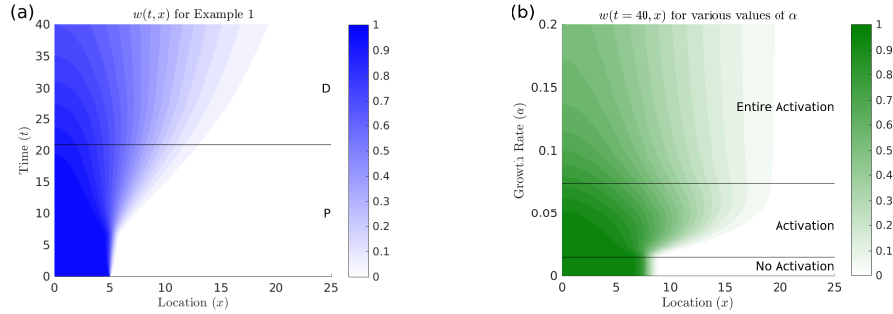 (a)
w(t, x) for Example 1
40
35
30
25
20
15
10
5
0
Time (t)
D
P
0 5 10 15 20 25
Location (x)
1
0.9
0.8
0.7
0.6
0.5
0.4
0.3
0.2
0.1
0
(b)
w(t = 40, x) for various values of α
0.2
0.15
0.1
0.05
0
Growth Rate (α)
Entire Activation
Activation
No Activation
0 5 10 15 20 25
Location (x)
1
0.9
0.8
0.7
0.6
0.5
0.4
0.3
0.2
0.1
0